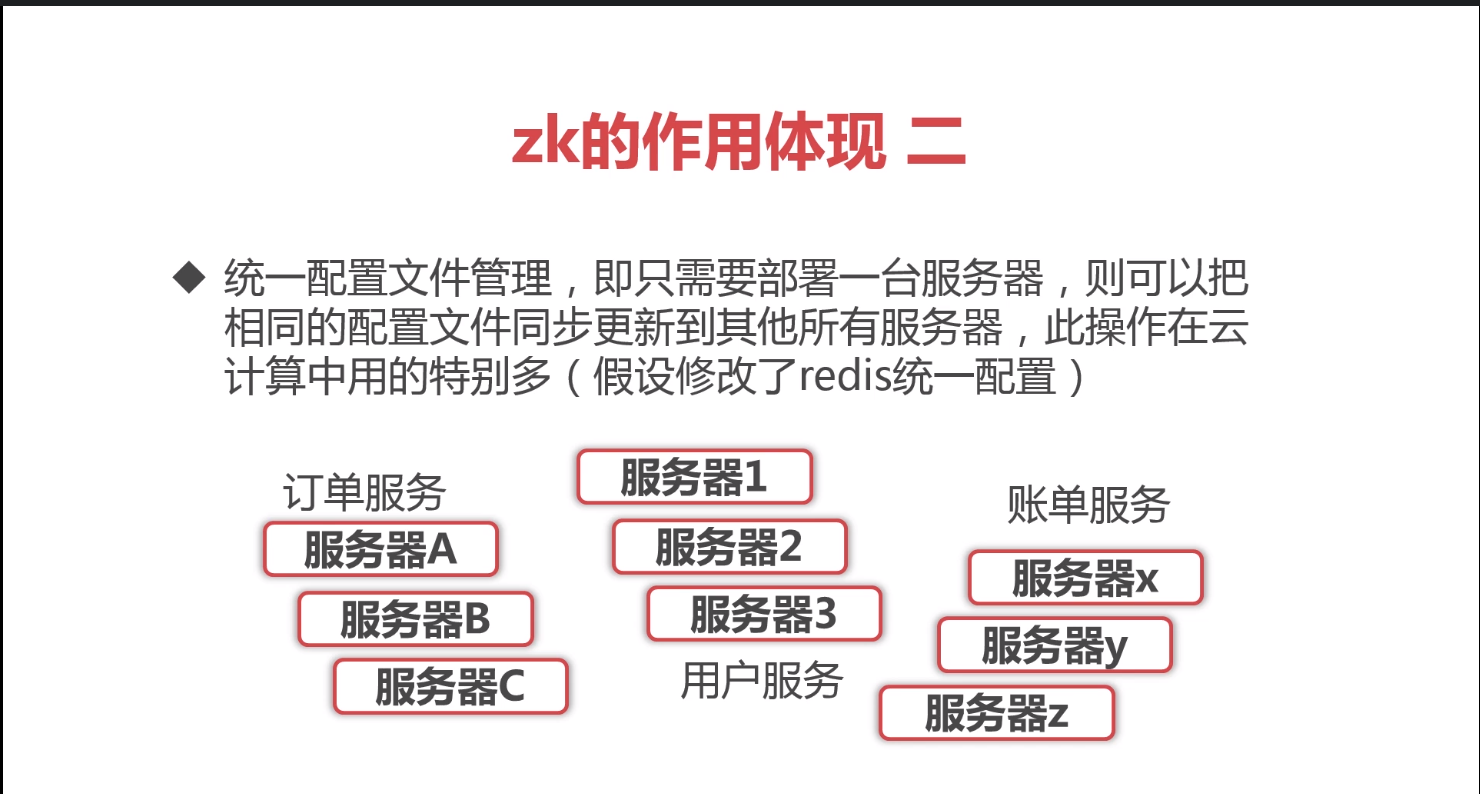 zk的作用体现 二
◆ 统一配置文件管理，即只需要部署一台服务器，则可以把
相同的配置文件同步更新到其他所有服务器，此操作在云
计算中用的特别多（假设修改了redis统一配置）
订单服务
服务器A
服务器B
服务器C
服务器1
服务器2
服务器3
用户服务
账单服务
服务器x
服务器y
服务器z